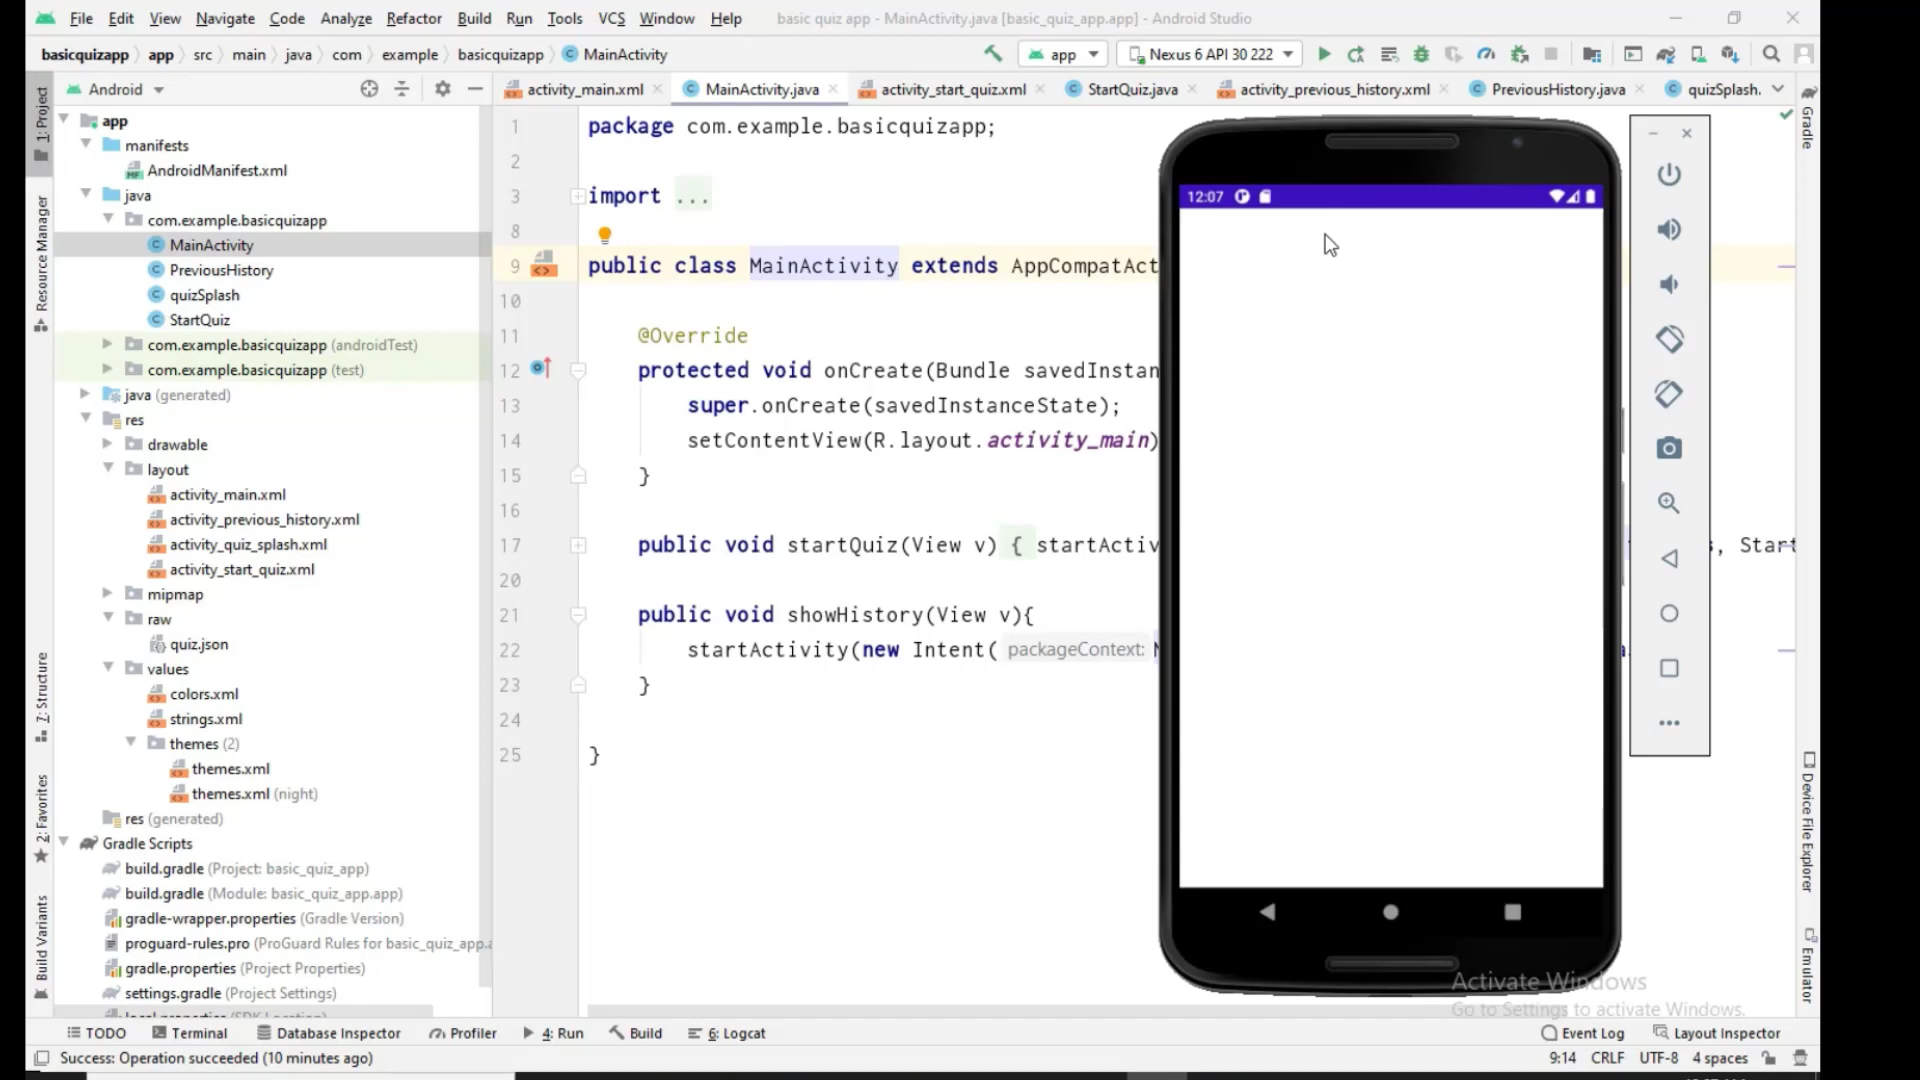 File Edit View Navigate Code Analyze Refactor Build Run Tools VCS Window Help basic quiz app - MainActivity.java [basic_quiz_app.app] - Android Studio
basicquizapp app src main java com example basicquizapp MainActivity app Nexus 6 API 30 222
Android activity_main.xml MainActivity.java activity_start_quiz.xml StartQuiz.java activity_previous_history.xml PreviousHistory.java quizSplash.
1: Project
Resource Manager
7: Structure
2: Favorites
Build Variants
app
manifests
AndroidManifest.xml
java
com.example.basicquizapp
MainActivity
PreviousHistory
quizSplash
StartQuiz
com.example.basicquizapp (androidTest)
com.example.basicquizapp (test)
java (generated)
res
drawable
layout
activity_main.xml
activity_previous_history.xml
activity_quiz_splash.xml
activity_start_quiz.xml
mipmap
raw
quiz.json
values
colors.xml
strings.xml
themes (2)
themes.xml
themes.xml (night)
res (generated)
Gradle Scripts
build.gradle (Project: basic_quiz_app)
build.gradle (Module: basic_quiz_app.app)
gradle-wrapper.properties (Gradle Version)
proguard-rules.pro (ProGuard Rules for basic_quiz_app.a
gradle.properties (Project Properties)
settings.gradle (Project Settings)
1 package com.example.basicquizapp;
2
3 import ...
8
9 public class MainActivity extends AppCompatAct
10
11 @Override
12 protected void onCreate(Bundle savedInstan
13 super.onCreate(savedInstanceState);
14 setContentView(R.layout.activity_main)
15 }
16
17 public void startQuiz(View v) { startActiv s, Start
20
21 public void showHistory(View v){
22 startActivity(new Intent( packageContext:
23 }
24
25 }
12:07
Gradle
Device File Explorer
Emulator
Activate Windows
Go to Settings to activate Windows.
TODO Terminal Database Inspector Profiler 4: Run Build 6: Logcat Event Log Layout Inspector
Success: Operation succeeded (10 minutes ago) 9:14 CRLF UTF-8 4 spaces